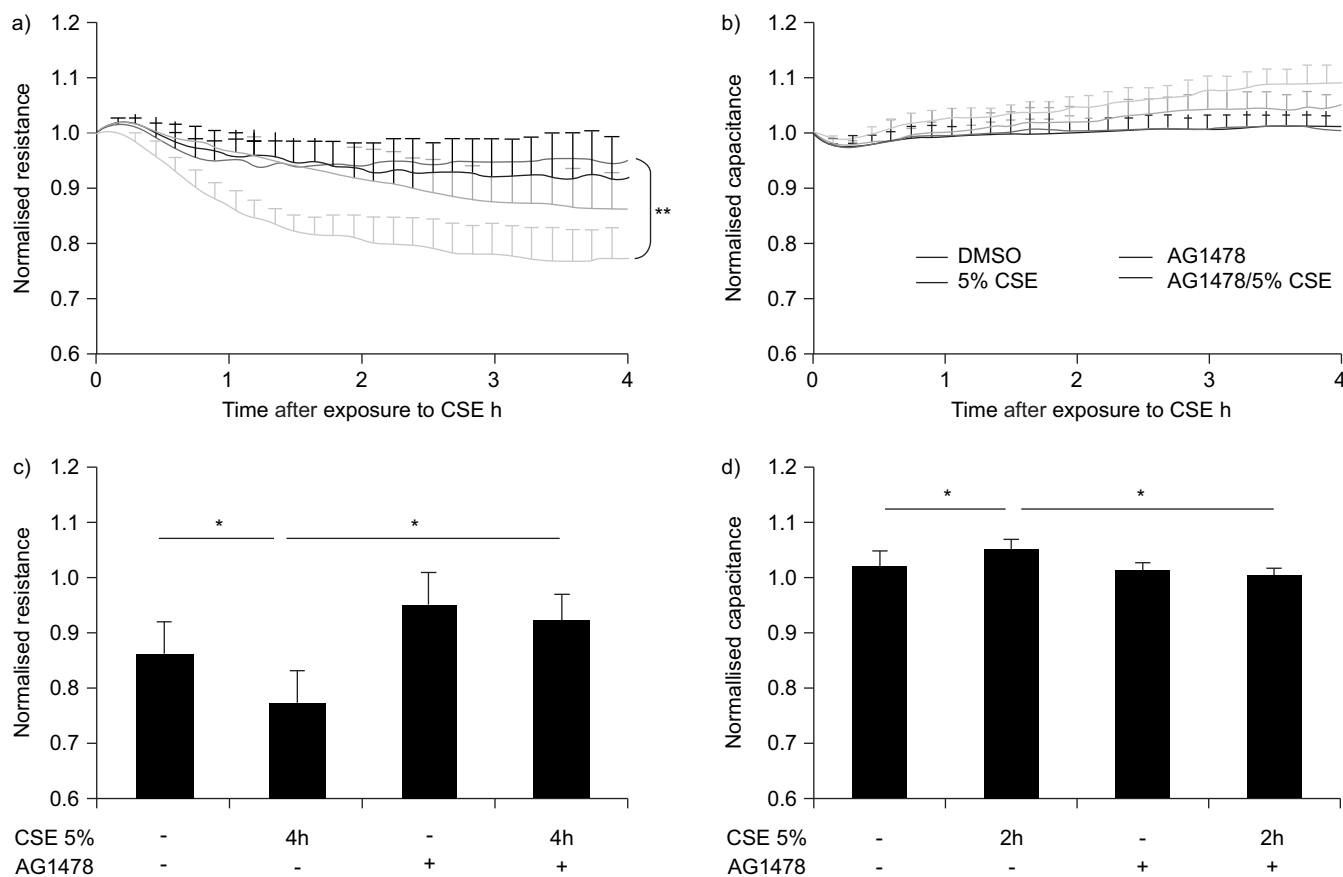 a)
Normalised resistance
1.2
1.1
1.0
0.9
0.8
0.7
0.6
**
0 1 2 3 4
Time after exposure to CSE h
b)
Normalised capacitance
1.2
1.1
1.0
0.9
0.8
0.7
0.6
DMSO AG1478
5% CSE AG1478/5% CSE
0 1 2 3 4
Time after exposure to CSE h
c)
Normalised resistance
1.2
1.1
1.0
0.9
0.8
0.7
0.6
* *
CSE 5% - 4h - 4h
AG1478 - - + +
d)
Normallised capacitance
1.2
1.1
1.0
0.9
0.8
0.7
0.6
* *
CSE 5% - 2h - 2h
AG1478 - - + +